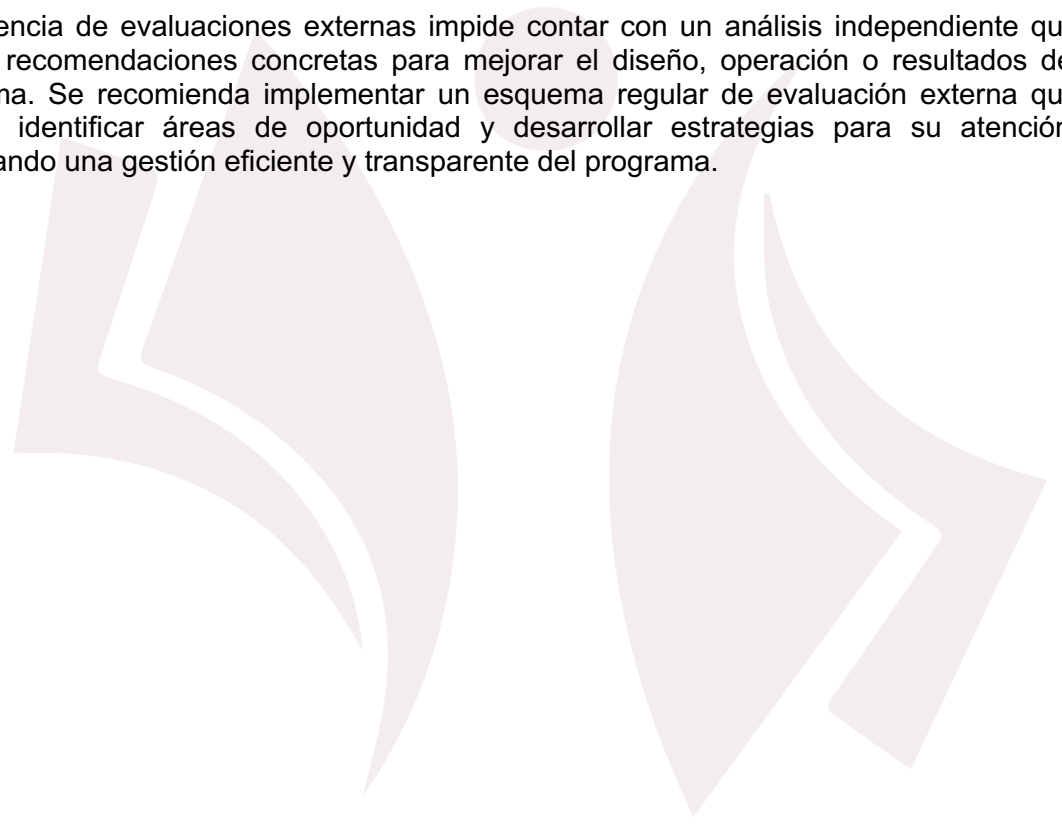 encia de evaluaciones externas impide contar con un análisis independiente qu
recomendaciones concretas para mejorar el diseño, operación o resultados de
ma. Se recomienda implementar un esquema regular de evaluación externa qu
identificar áreas de oportunidad y desarrollar estrategias para su atención
ando una gestión eficiente y transparente del programa.